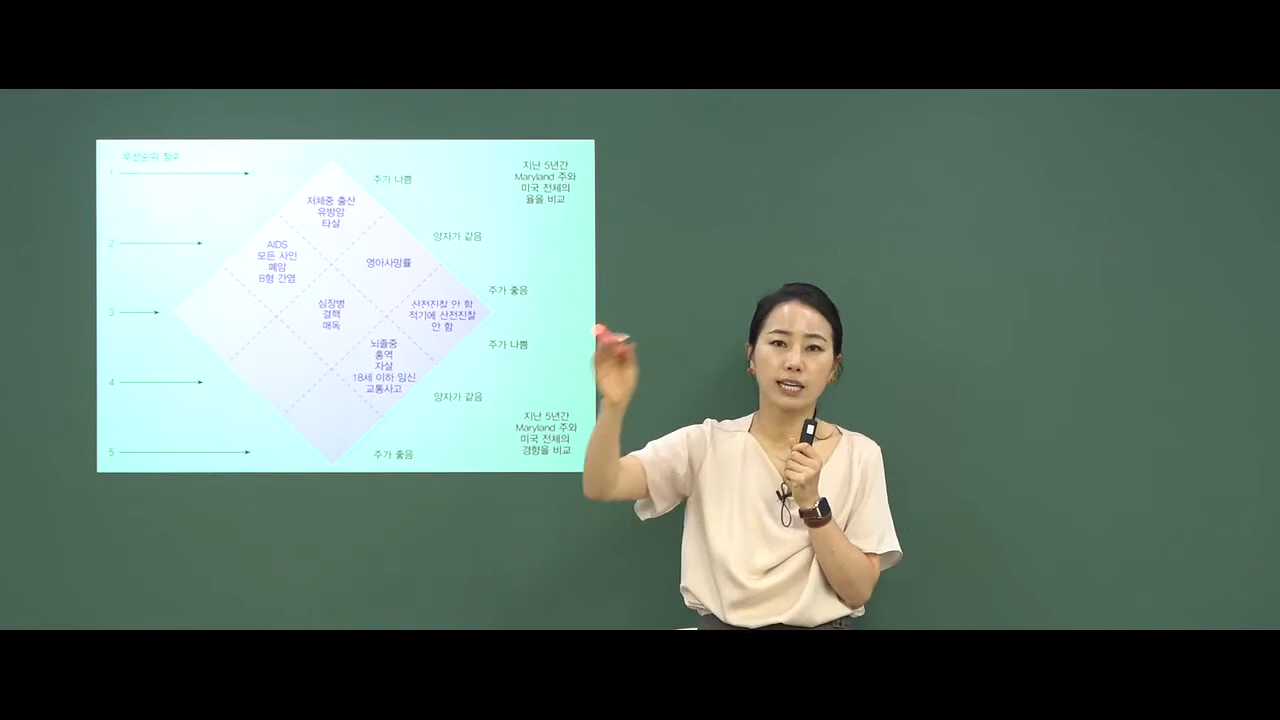 우선순위 점수
1
주가 나쁨
지난 5년간
Maryland 주와
미국 전체의
율을 비교
저체중 출산
유방암
타살
2
양자가 같음
AIDS
모든 사인
폐암
B형 간염
영아사망률
주가 좋음
3
심장병
결핵
매독
산전진찰 안 함
적기에 산전진찰
안 함
주가 나쁨
뇌졸중
홍역
자살
18세 이하 임신
교통사고
4
양자가 같음
지난 5년간
Maryland 주와
미국 전체의
경향을 비교
5
주가 좋음